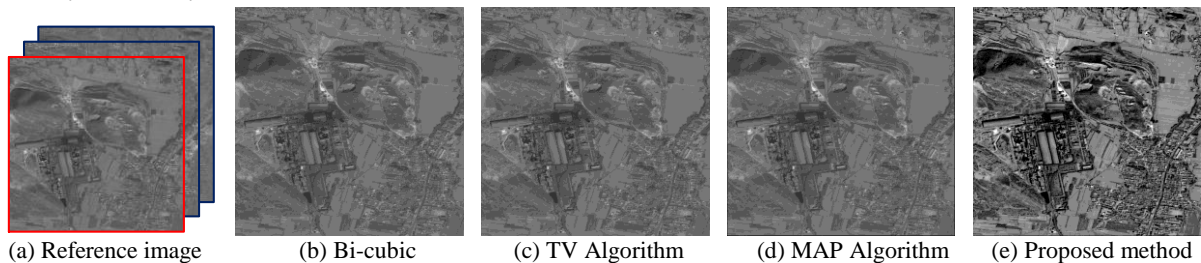 (a) Reference image
(b) Bi-cubic
(c) TV Algorithm
(d) MAP Algorithm
(e) Proposed method